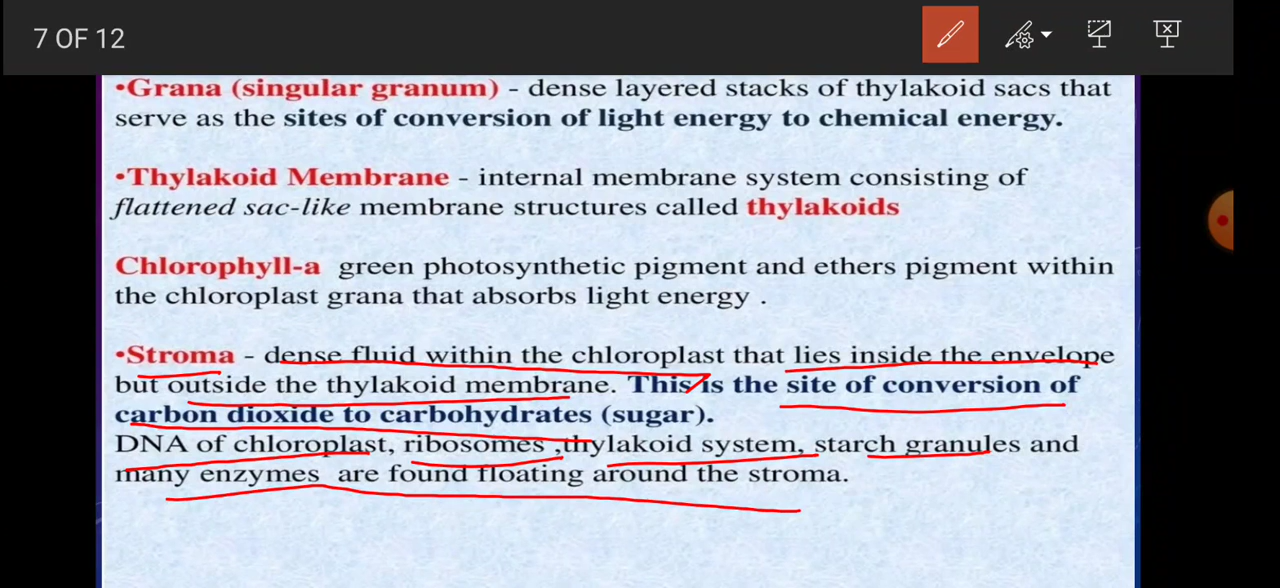 7 OF 12
•Grana (singular granum) - dense layered stacks of thylakoid sacs that
serve as the sites of conversion of light energy to chemical energy.
•Thylakoid Membrane - internal membrane system consisting of
flattened sac-like membrane structures called thylakoids
Chlorophyll-a green photosynthetic pigment and ethers pigment within
the chloroplast grana that absorbs light energy .
•Stroma - dense fluid within the chloroplast that lies inside the envelope
but outside the thylakoid membrane. This is the site of conversion of
carbon dioxide to carbohydrates (sugar).
DNA of chloroplast, ribosomes ,thylakoid system, starch granules and
many enzymes are found floating around the stroma.